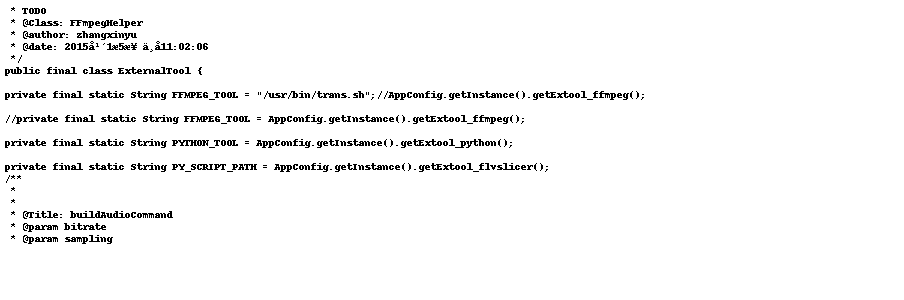 * TODO
* @Class: FFmpegHelper
* @author: zhangxinyu
* @date: 2015å¹´1æ5æ¥ ä¸å11:02:06
*/
public final class ExternalTool {
private final static String FFMPEG_TOOL = "/usr/bin/trans.sh";//AppConfig.getInstance().getExtool_ffmpeg();
//private final static String FFMPEG_TOOL = AppConfig.getInstance().getExtool_ffmpeg();
private final static String PYTHON_TOOL = AppConfig.getInstance().getExtool_python();
private final static String PY_SCRIPT_PATH = AppConfig.getInstance().getExtool_flvslicer();
/**
*
*
* @Title: buildAudioCommand
* @param bitrate
* @param sampling